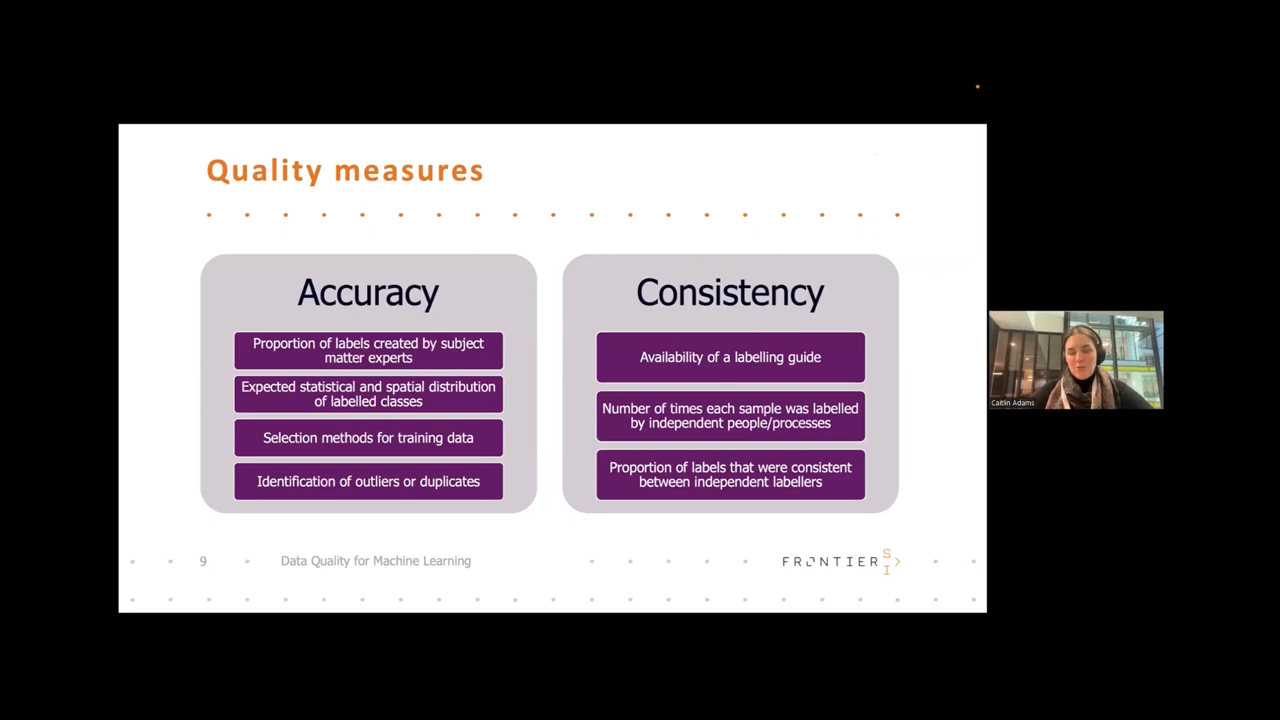 Quality measures
Accuracy
Proportion of labels created by subject
matter experts
Expected statistical and spatial distribution
of labelled classes
Selection methods for training data
Identification of outliers or duplicates
Consistency
Availability of a labelling guide
Number of times each sample was labelled
by independent people/processes
Proportion of labels that were consistent
between independent labellers
9
Data Quality for Machine Learning
FRONTIER
SI
Caitlin Adams